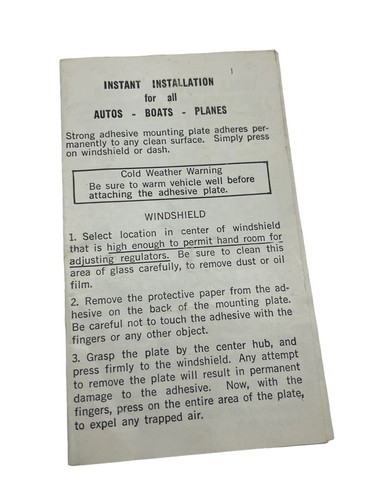 INSTANT INSTALLATION
for all
AUTOS - BOATS - PLANES
Strong adhesive mounting plate adheres per-
manently to any clean surface. Simply press
on windshield or dash.
Cold Weather Warning
Be sure to warm vehicle well before
attaching the adhesive plate.
WINDSHIELD
1. Select location in center of windshield
that is high enough to permit hand room for
adjusting regulators. Be sure to clean this
area of glass carefully, to remove dust or oil
film.
2. Remove the protective paper from the ad-
hesive on the back of the mounting plate.
Be careful not to touch the adhesive with the
fingers or any other object.
3. Grasp the plate by the center hub, and
press firmly to the windshield. Any attempt
to remove the plate will result in permanent
damage to the adhesive. Now, with the
fingers, press on the entire area of the plate,
to expel any trapped air.